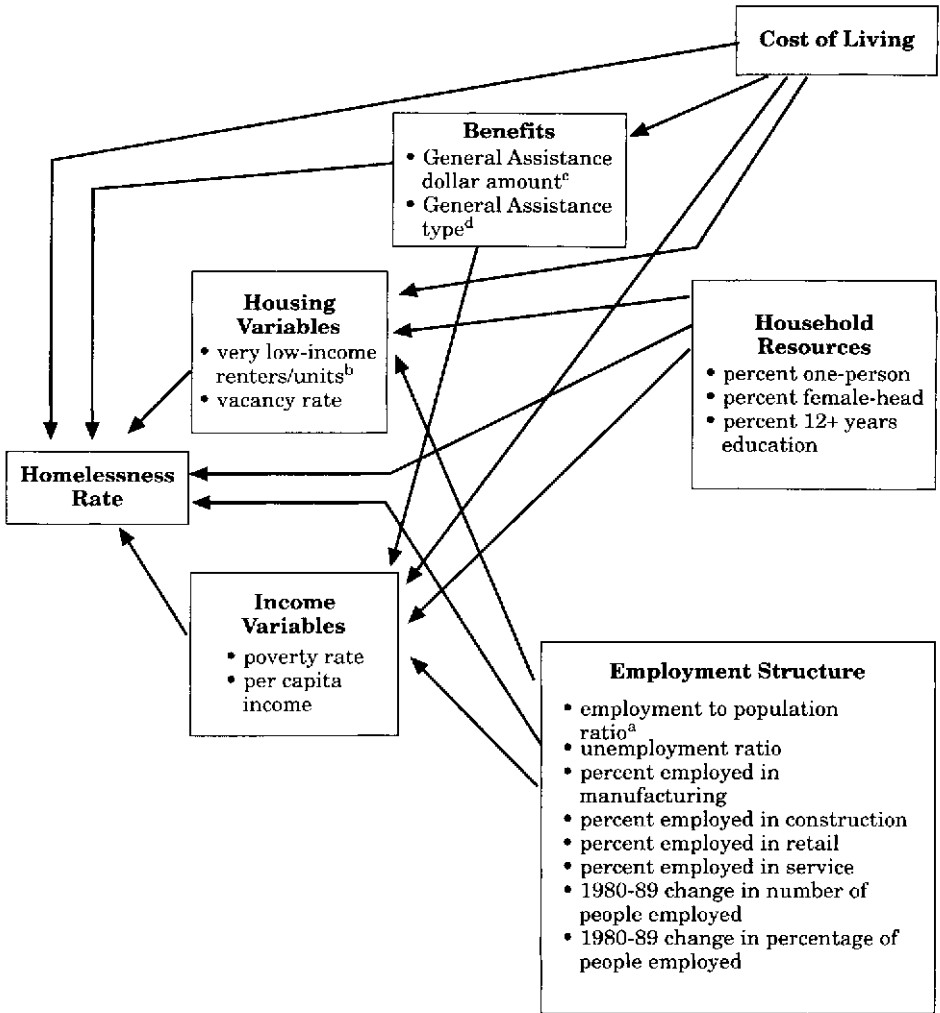 Cost of Living
Benefits
• General Assistance
dollar amountᶜ
• General Assistance
typeᵈ
Housing
Variables
• very low-income
renters/unitsᵇ
• vacancy rate
Household
Resources
• percent one-person
• percent female-head
• percent 12+ years
education
Homelessness
Rate
Income
Variables
• poverty rate
• per capita
income
Employment Structure
• employment to population
ratioᵃ
• unemployment ratio
• percent employed in
manufacturing
• percent employed in construction
• percent employed in retail
• percent employed in service
• 1980-89 change in number of
people employed
• 1980-89 change in percentage of
people employed